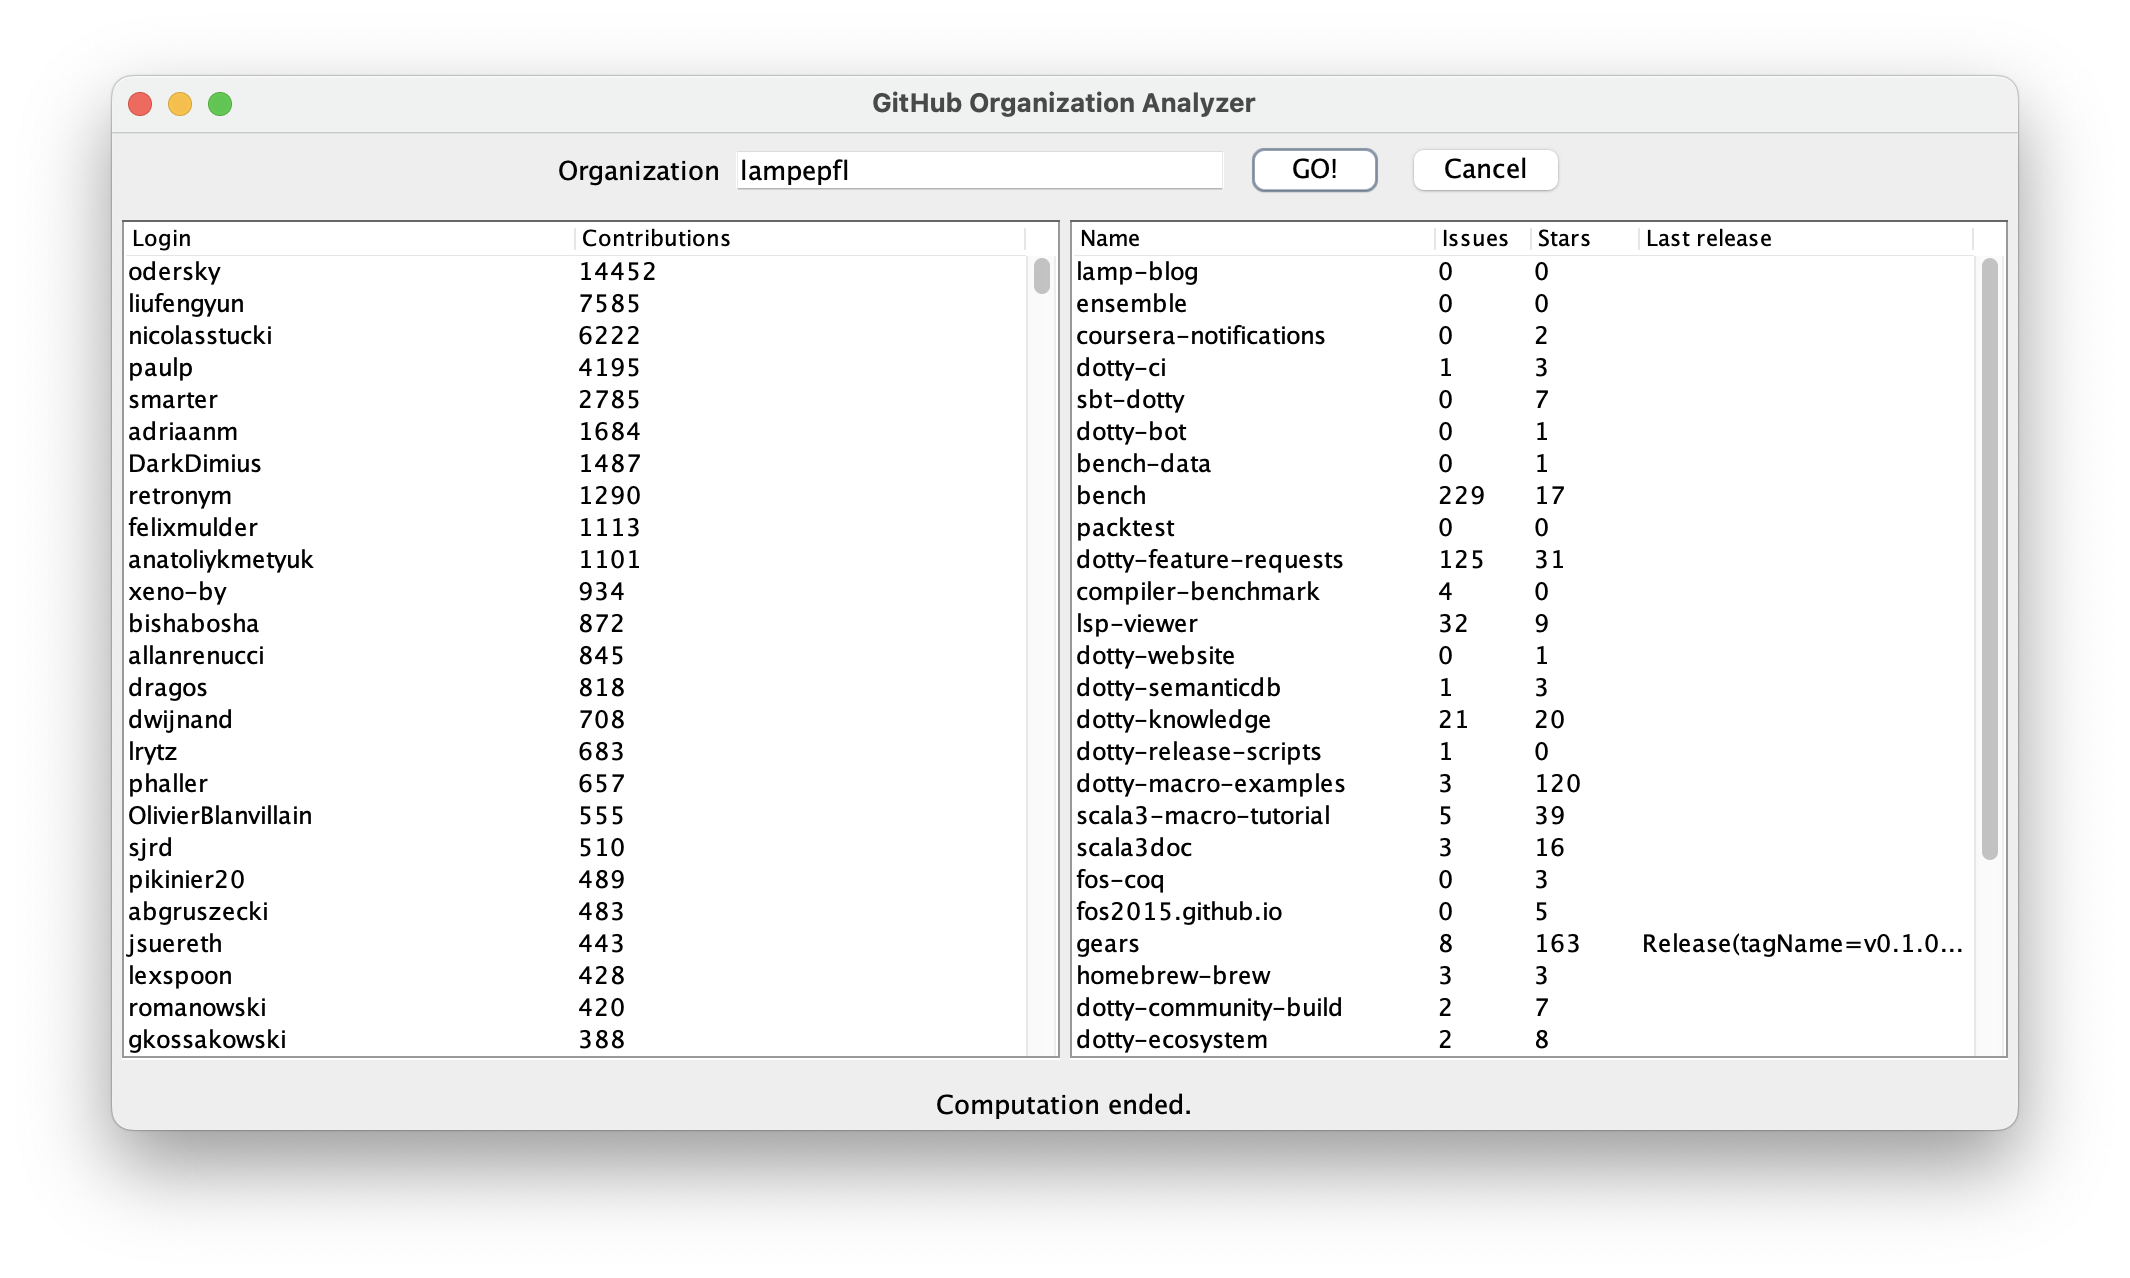 GitHub Organization Analyzer
Organization lampepfl GO! Cancel
Login Contributions
odersky 14452
liufengyun 7585
nicolasstucki 6222
paulp 4195
smarter 2785
adriaanm 1684
DarkDimius 1487
retronym 1290
felixmulder 1113
anatoliykmetyuk 1101
xeno-by 934
bishabosha 872
allanrenucci 845
dragos 818
dwijnand 708
lrytz 683
phaller 657
OlivierBlanvillain 555
sjrd 510
pikinier20 489
abgruszecki 483
jsuereth 443
lexspoon 428
romanowski 420
gkossakowski 388
Name Issues Stars Last release
lamp-blog 0 0
ensemble 0 0
coursera-notifications 0 2
dotty-ci 1 3
sbt-dotty 0 7
dotty-bot 0 1
bench-data 0 1
bench 229 17
packtest 0 0
dotty-feature-requests 125 31
compiler-benchmark 4 0
lsp-viewer 32 9
dotty-website 0 1
dotty-semanticdb 1 3
dotty-knowledge 21 20
dotty-release-scripts 1 0
dotty-macro-examples 3 120
scala3-macro-tutorial 5 39
scala3doc 3 16
fos-coq 0 3
fos2015.github.io 0 5
gears 8 163 Release(tagName=v0.1.0...
homebrew-brew 3 3
dotty-community-build 2 7
dotty-ecosystem 2 8
Computation ended.